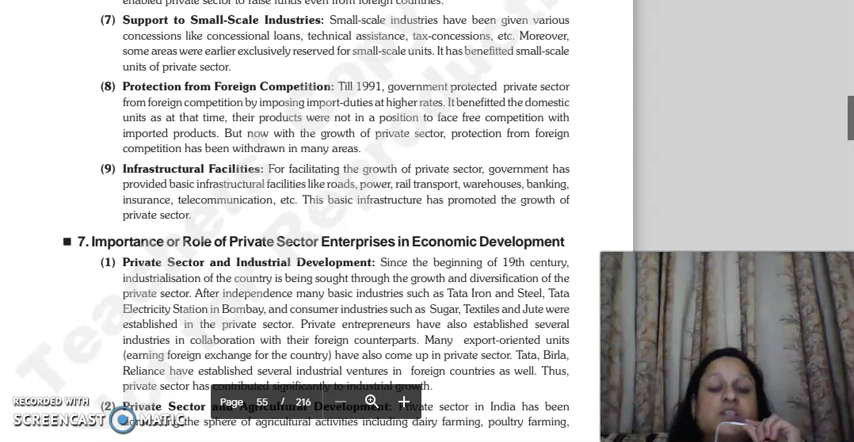 enabled private sector to raise funds even from foreign countries.
(7) Support to Small-Scale Industries: Small-scale industries have been given various
concessions like concessional loans, technical assistance, tax-concessions, etc. Moreover,
some areas were earlier exclusively reserved for small-scale units. It has benefitted small-scale
units of private sector.
(8) Protection from Foreign Competition: Till 1991, government protected private sector
from foreign competition by imposing import-duties at higher rates. It benefitted the domestic
units as at that time, their products were not in a position to face free competition with
imported products. But now with the growth of private sector, protection from foreign
competition has been withdrawn in many areas.
(9) Infrastructural Facilities: For facilitating the growth of private sector, government has
provided basic infrastructural facilities like roads, power, rail transport, warehouses, banking,
insurance, telecommunication, etc. This basic infrastructure has promoted the growth of
private sector.
■ 7. Importance or Role of Private Sector Enterprises in Economic Development
(1) Private Sector and Industrial Development: Since the beginning of 19th century,
industrialisation of the country is being sought through the growth and diversification of the
private sector. After independence many basic industries such as Tata Iron and Steel, Tata
Electricity Station in Bombay, and consumer industries such as Sugar, Textiles and Jute were
established in the private sector. Private entrepreneurs have also established several
industries in collaboration with their foreign counterparts. Many export-oriented units
(earning foreign exchange for the country) have also come up in private sector. Tata, Birla,
Reliance have established several industrial ventures in foreign countries as well. Thus,
private sector has contributed significantly to industrial growth.
(2) Private Sector and Agricultural Development: Private sector in India has been
the sphere of agricultural activities including dairy farming, poultry farming,
Page 55 / 216
RECORDED WITH
SCREENCAST MATIC
Teachers Copy